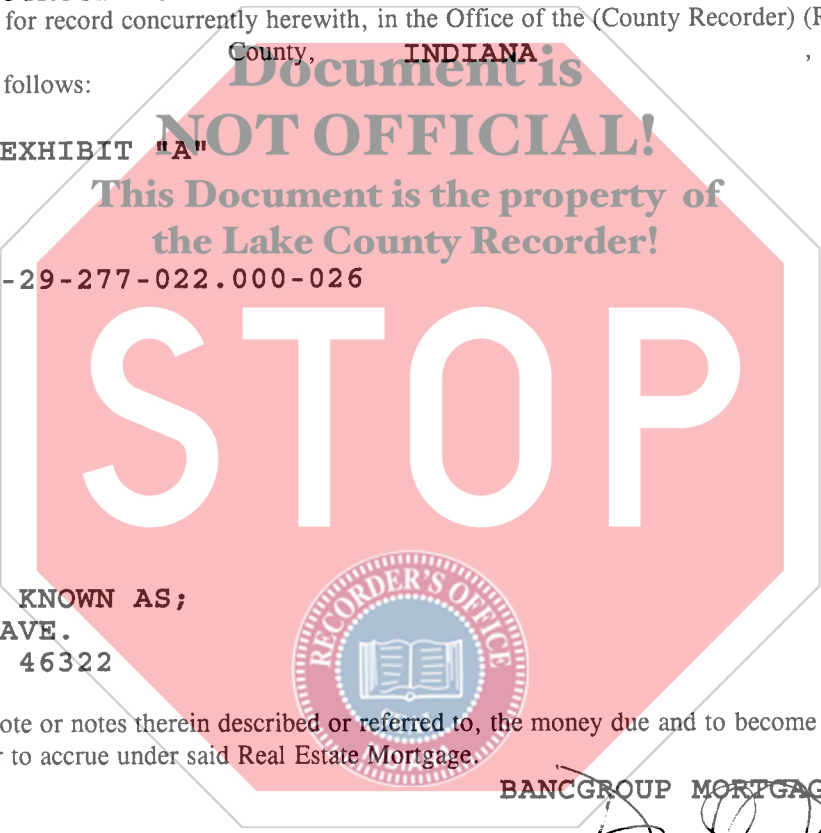 for record concurrently herewith, in the Office of the (County Recorder) (R
County, INDIANA ,
follows:
Document is
NOT OFFICIAL!
EXHIBIT "A"
This Document is the property of
the Lake County Recorder!
-29-277-022.000-026
STOP
KNOWN AS;
AVE.
46322
RECORDER'S OFFICE
INDIANA
ote or notes therein described or referred to, the money due and to become
r to accrue under said Real Estate Mortgage.
BANCGROUP MORTGAG